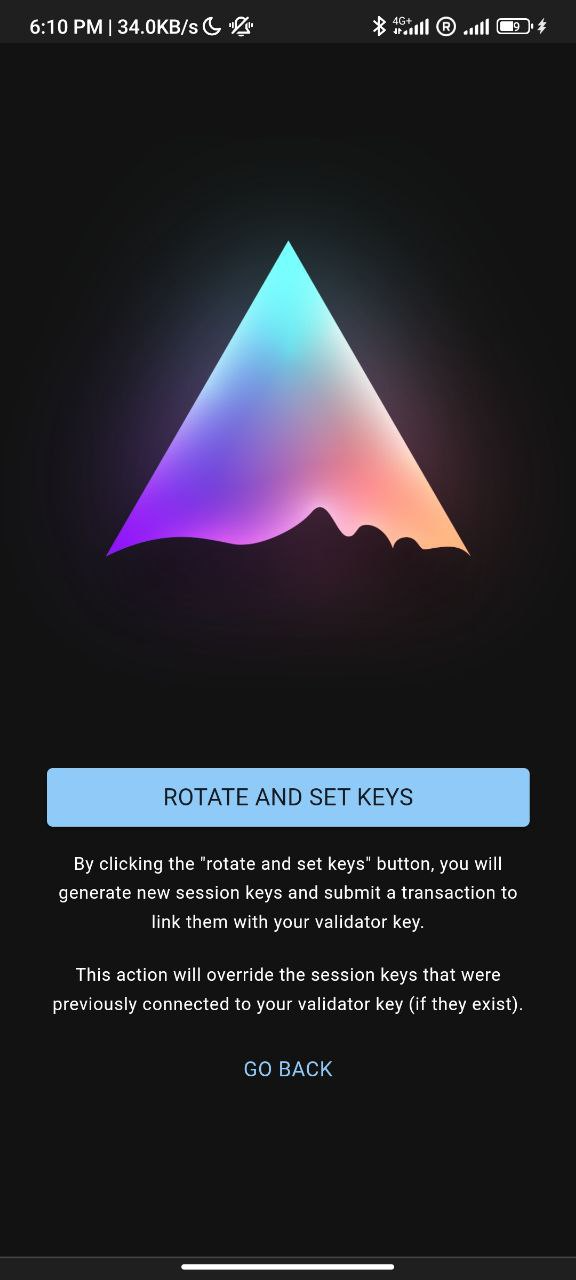 6:10 PM | 34.0KB/s 4G+ R 9
ROTATE AND SET KEYS
By clicking the "rotate and set keys" button, you will
generate new session keys and submit a transaction to
link them with your validator key.
This action will override the session keys that were
previously connected to your validator key (if they exist).
GO BACK